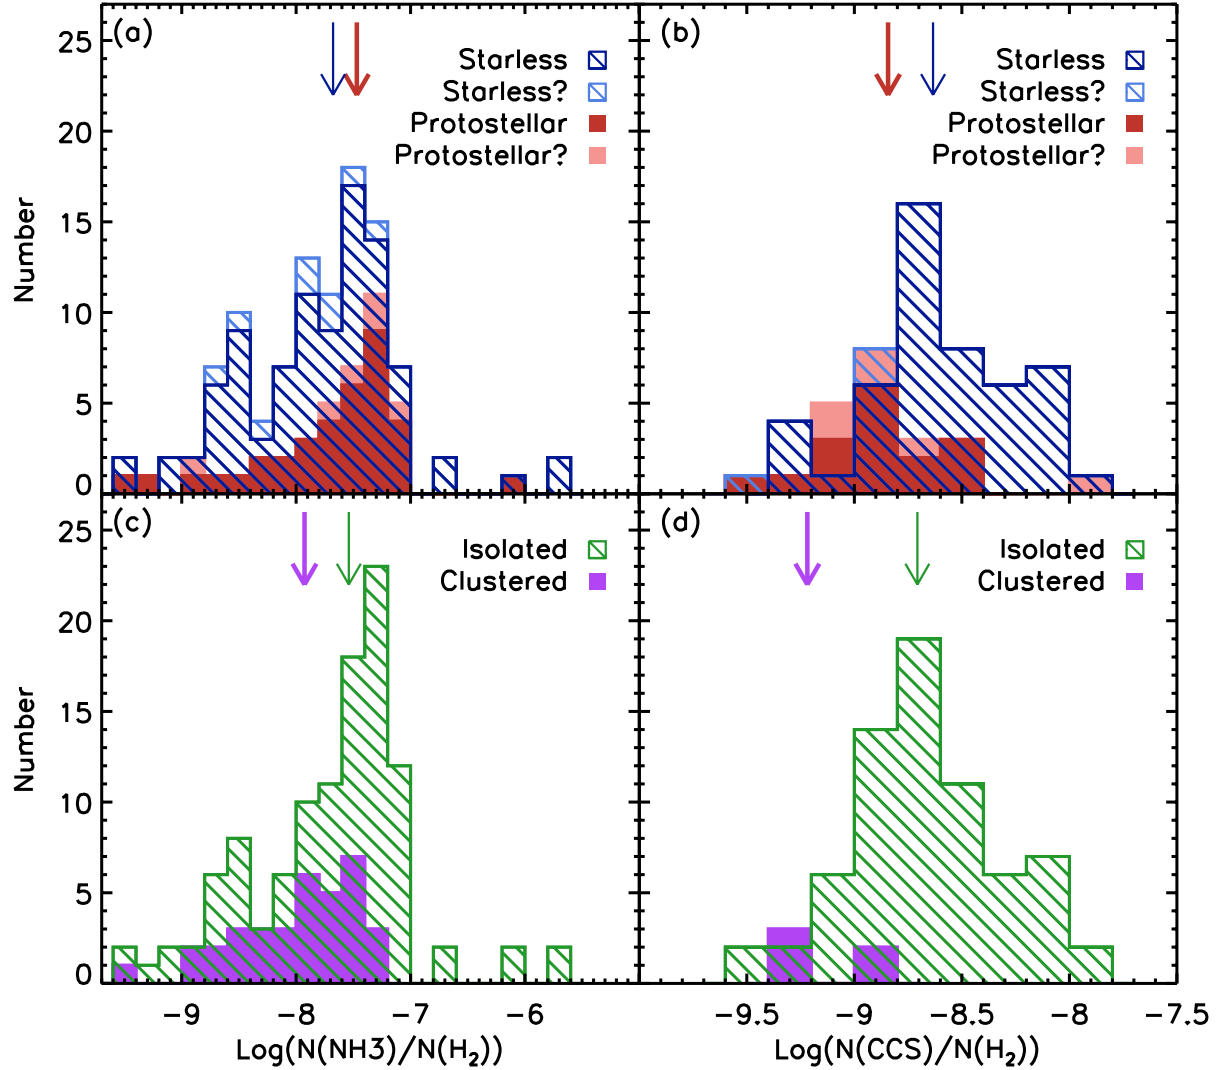 (a)
Starless
Starless?
Protostellar
Protostellar?
25
20
15
10
5
0
Number
(b)
Starless
Starless?
Protostellar
Protostellar?
(c)
Isolated
Clustered
25
20
15
10
5
0
Number
-9 -8 -7 -6
Log(N(NH3)/N(H₂))
(d)
Isolated
Clustered
-9.5 -9 -8.5 -8 -7.5
Log(N(CCS)/N(H₂))